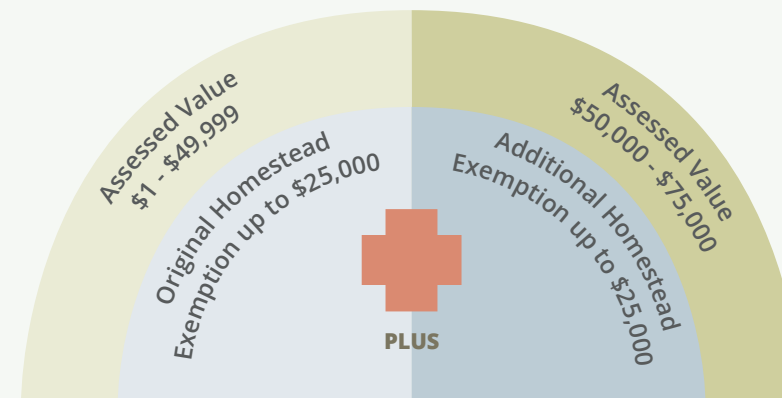 Assessed Value
$1 - $49,999
Original Homestead
Exemption up to $25,000
Assessed Value
$50,000 - $75,000
Additional Homestead
Exemption up to $25,000
PLUS